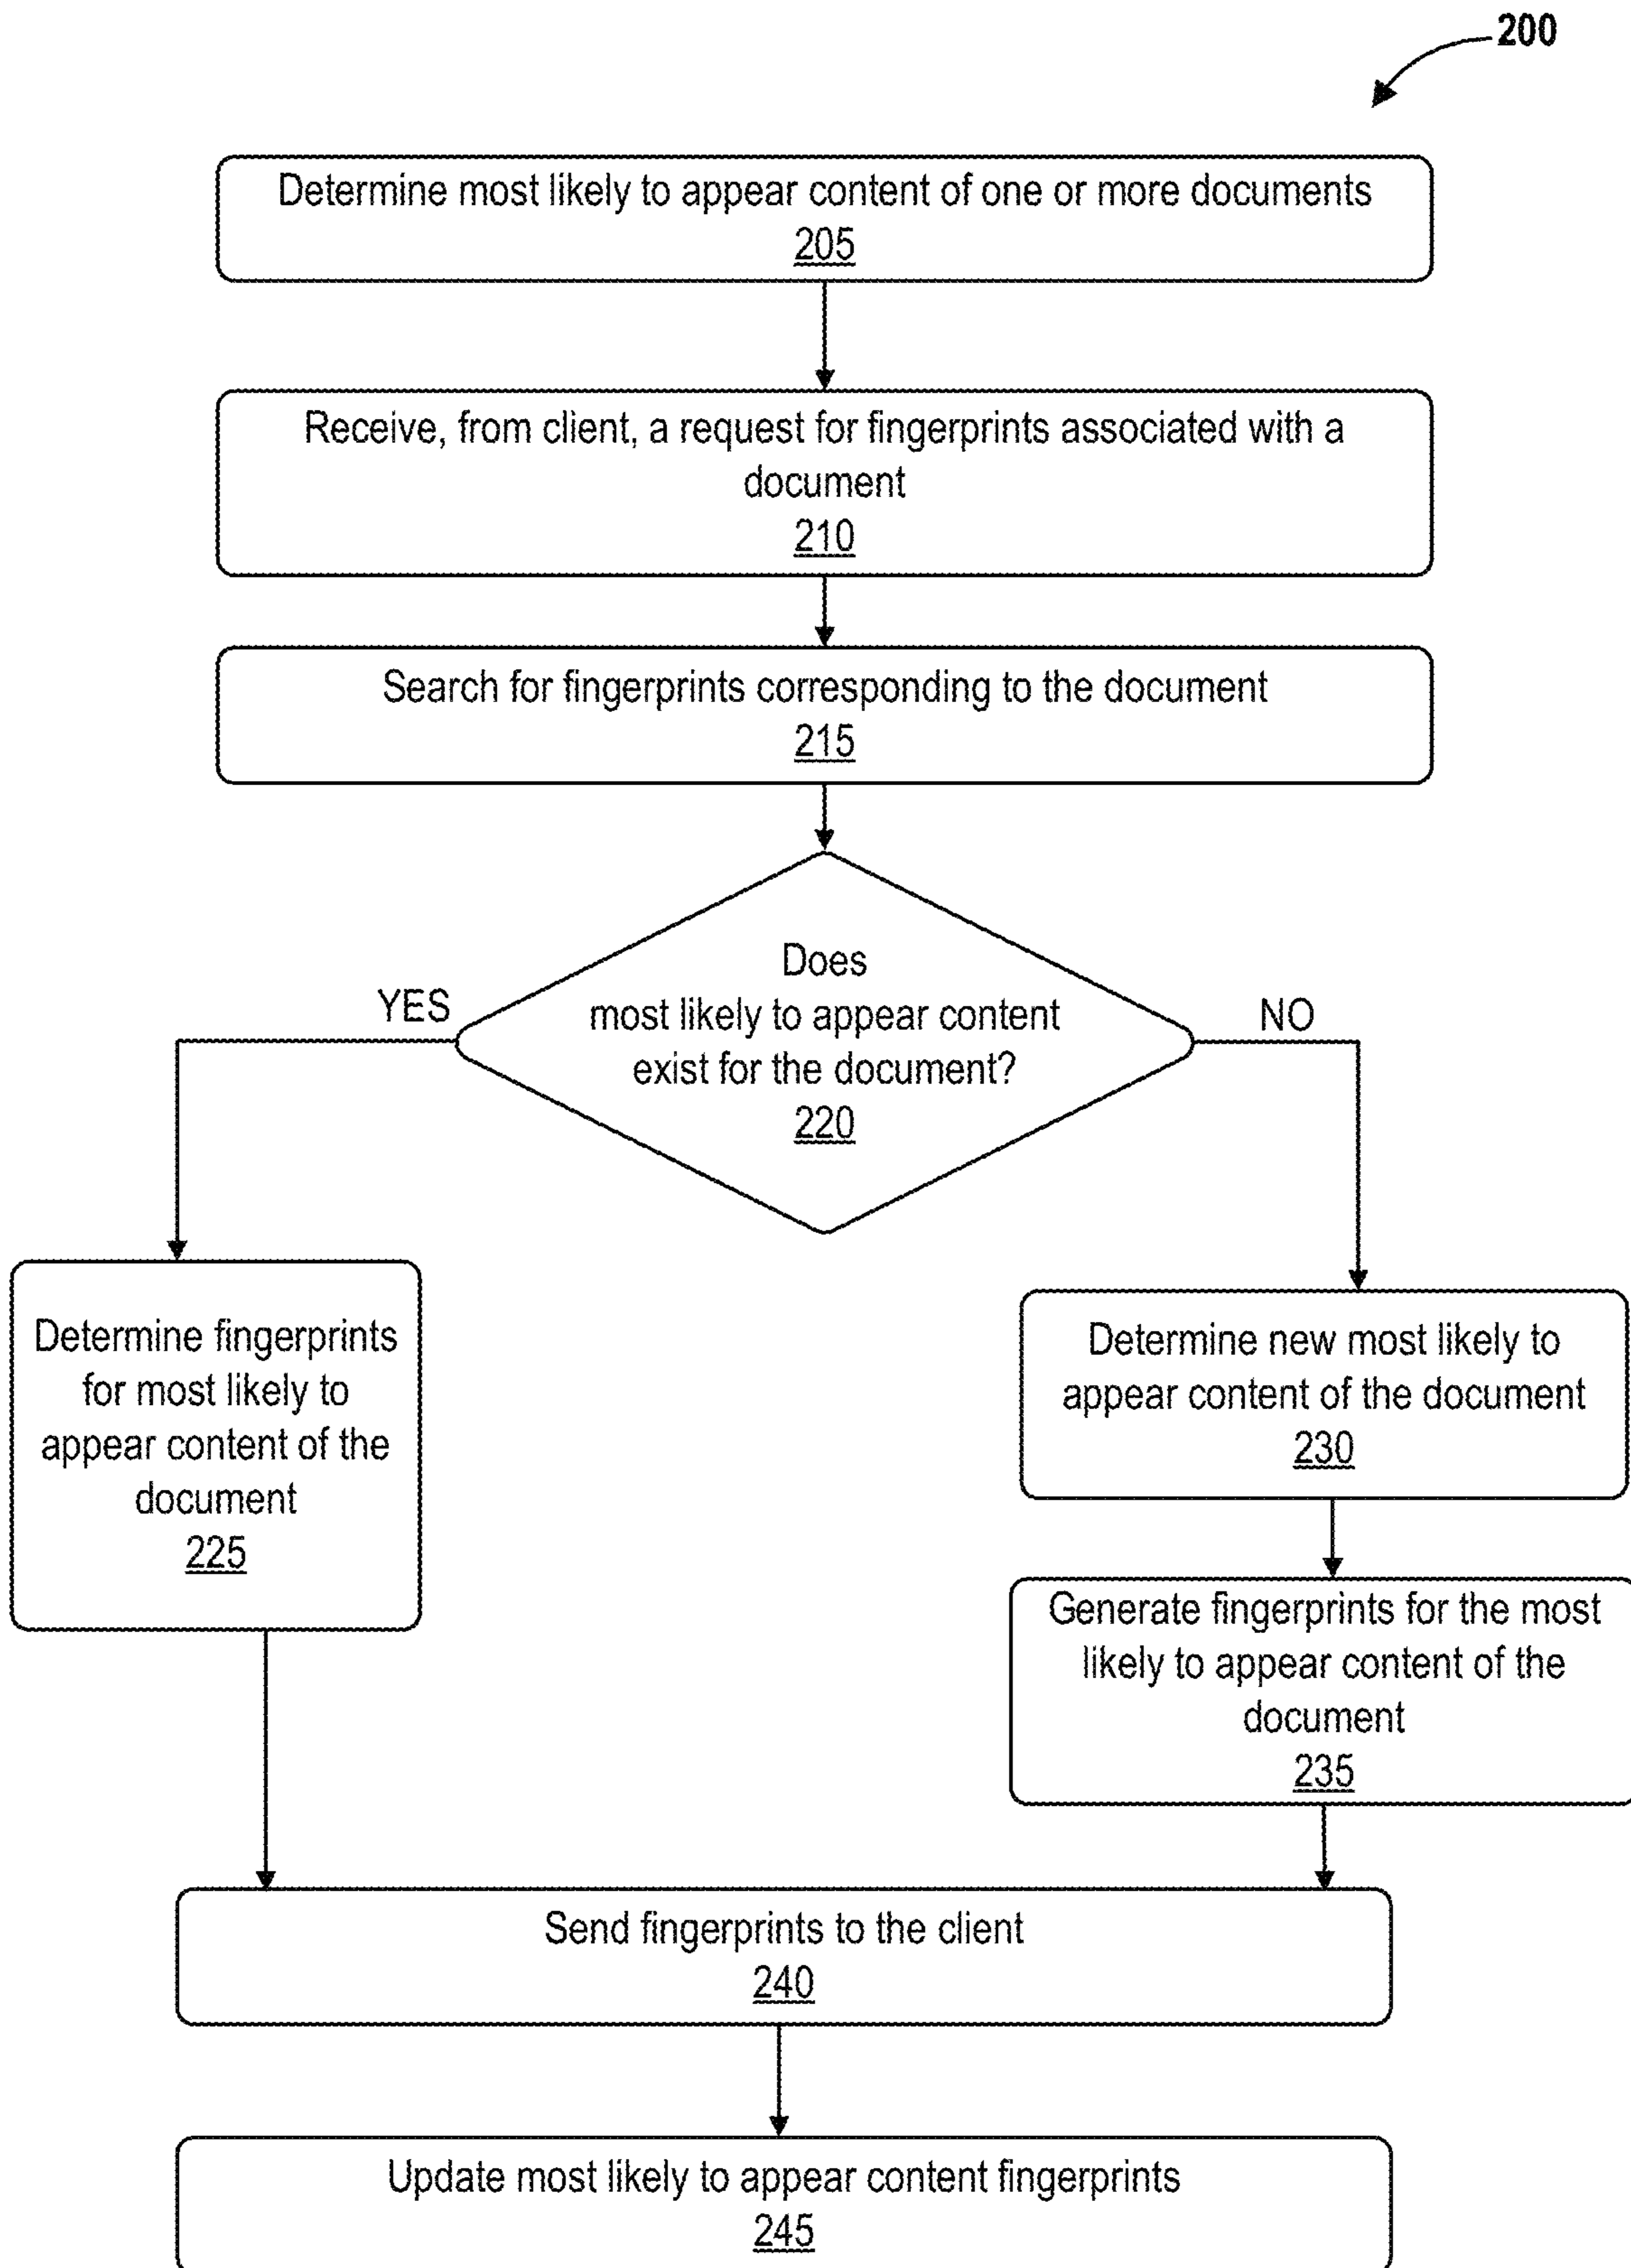 200
Determine most likely to appear content of one or more documents
205
Receive, from client, a request for fingerprints associated with a
document
210
Search for fingerprints corresponding to the document
215
Does
most likely to appear content
exist for the document?
220
YES
NO
Determine fingerprints
for most likely to
appear content of the
document
225
Determine new most likely to
appear content of the document
230
Generate fingerprints for the most
likely to appear content of the
document
235
Send fingerprints to the client
240
Update most likely to appear content fingerprints
245